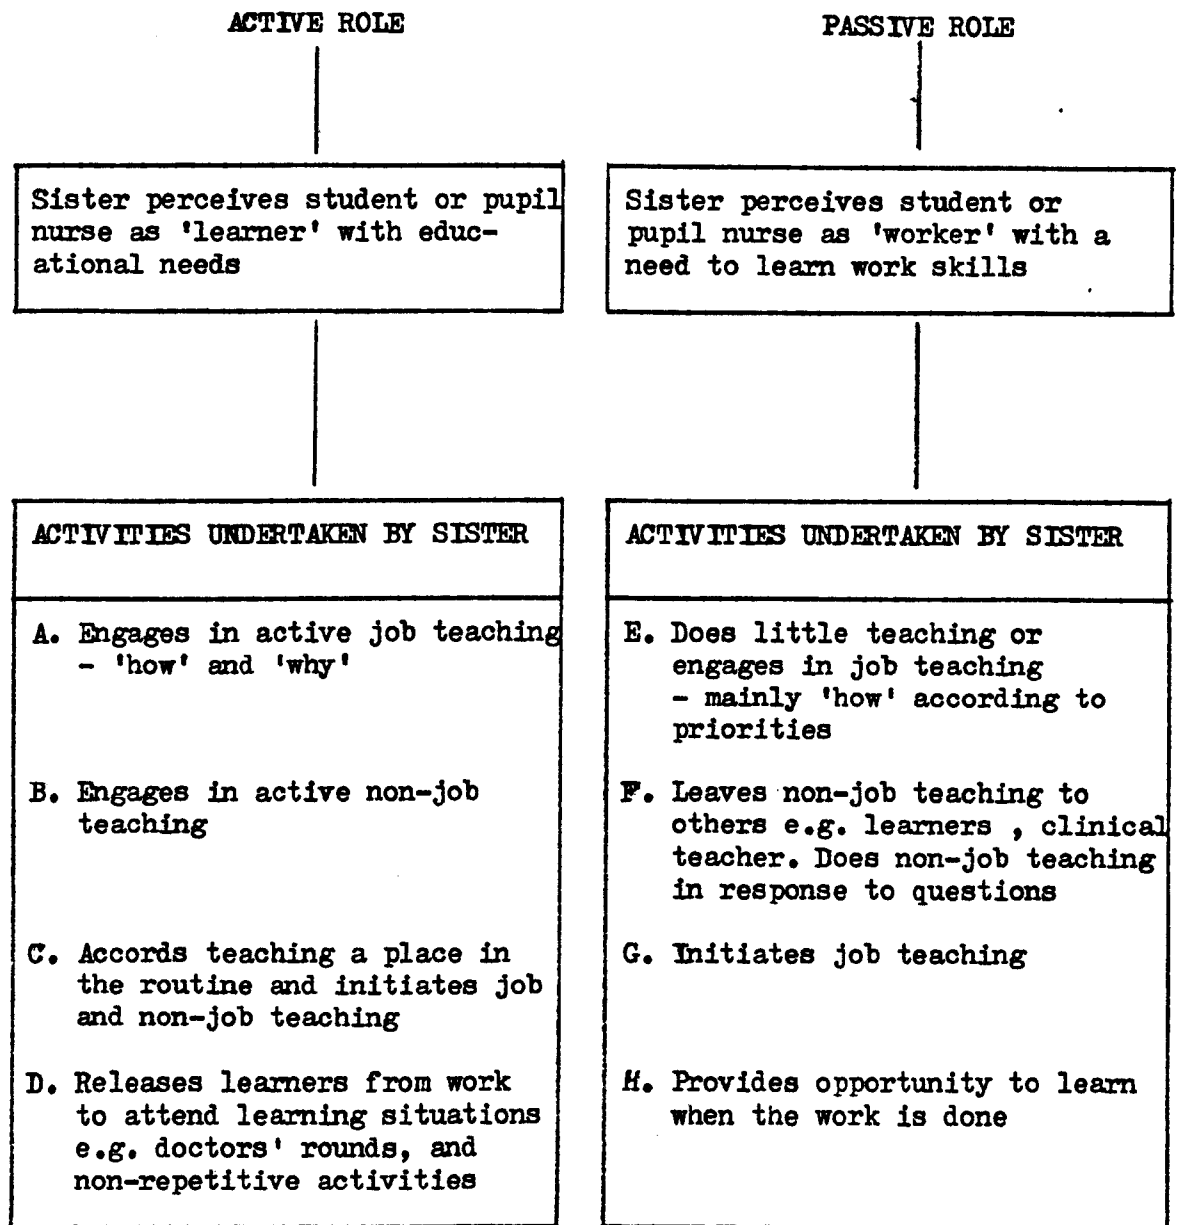 ACTIVE ROLE
Sister perceives student or pupil
nurse as 'learner' with educ-
ational needs
ACTIVITIES UNDERTAKEN BY SISTER
A. Engages in active job teaching
- 'how' and 'why'
B. Engages in active non-job
teaching
C. Accords teaching a place in
the routine and initiates job
and non-job teaching
D. Releases learners from work
to attend learning situations
e.g. doctors' rounds, and
non-repetitive activities
PASSIVE ROLE
Sister perceives student or
pupil nurse as 'worker' with a
need to learn work skills
ACTIVITIES UNDERTAKEN BY SISTER
E. Does little teaching or
engages in job teaching
- mainly 'how' according to
priorities
F. Leaves non-job teaching to
others e.g. learners , clinical
teacher. Does non-job teaching
in response to questions
G. Initiates job teaching
H. Provides opportunity to learn
when the work is done